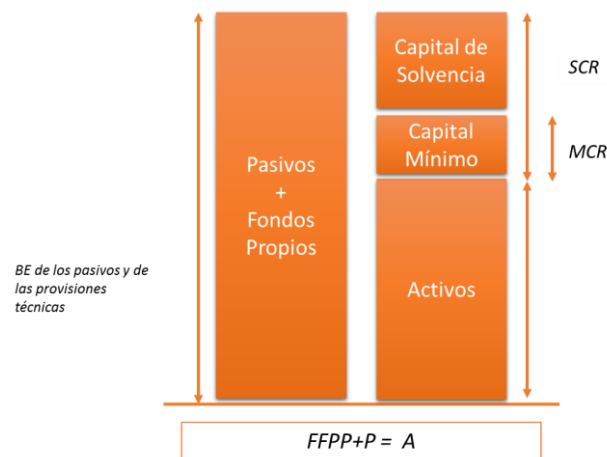 Capital de
Solvencia
SCR
Capital
Mínimo
MCR
Pasivos
+
Fondos
Propios
BE de los pasivos y de
las provisiones
técnicas
Activos
FFPP+P = A